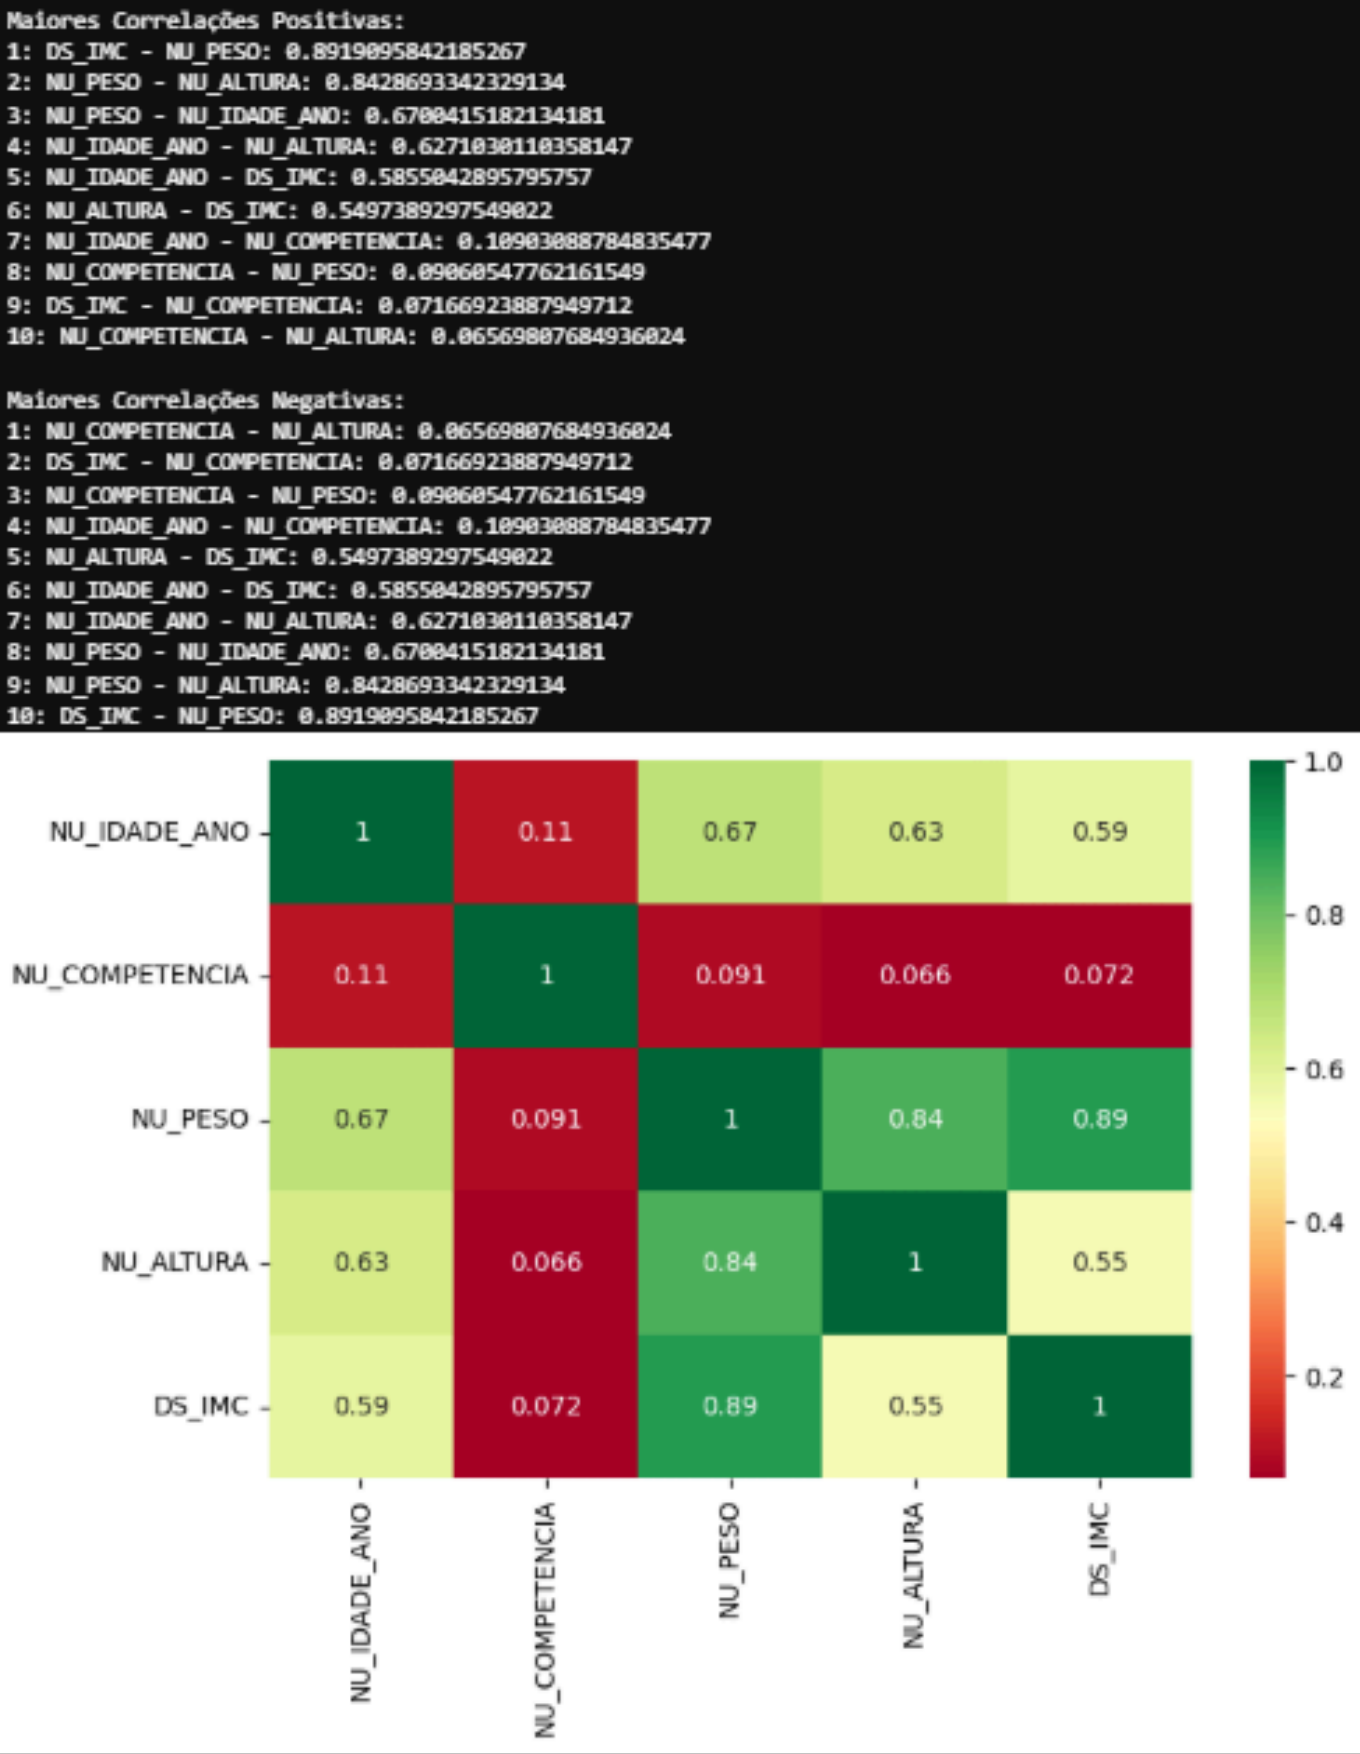 Maiores Correlações Positivas:
1: DS_IMC - NU_PESO: 0.8919095842185267
2: NU_PESO - NU_ALTURA: 0.8428693342329134
3: NU_PESO - NU_IDADE_ANO: 0.6700415182134181
4: NU_IDADE_ANO - NU_ALTURA: 0.6271030110358147
5: NU_IDADE_ANO - DS_IMC: 0.5855042895795757
6: NU_ALTURA - DS_IMC: 0.5497389297549022
7: NU_IDADE_ANO - NU_COMPETENCIA: 0.10903088784835477
8: NU_COMPETENCIA - NU_PESO: 0.09060547762161549
9: DS_IMC - NU_COMPETENCIA: 0.07166923887949712
10: NU_COMPETENCIA - NU_ALTURA: 0.06569807684936024
Maiores Correlações Negativas:
1: NU_COMPETENCIA - NU_ALTURA: 0.06569807684936024
2: DS_IMC - NU_COMPETENCIA: 0.07166923887949712
3: NU_COMPETENCIA - NU_PESO: 0.09060547762161549
4: NU_IDADE_ANO - NU_COMPETENCIA: 0.10903088784835477
5: NU_ALTURA - DS_IMC: 0.5497389297549022
6: NU_IDADE_ANO - DS_IMC: 0.5855042895795757
7: NU_IDADE_ANO - NU_ALTURA: 0.6271030110358147
8: NU_PESO - NU_IDADE_ANO: 0.6700415182134181
9: NU_PESO - NU_ALTURA: 0.8428693342329134
10: DS_IMC - NU_PESO: 0.8919095842185267
NU_IDADE_ANO 1 0.11 0.67 0.63 0.59
NU_COMPETENCIA 0.11 1 0.091 0.066 0.072
NU_PESO 0.67 0.091 1 0.84 0.89
NU_ALTURA 0.63 0.066 0.84 1 0.55
DS_IMC 0.59 0.072 0.89 0.55 1
NU_IDADE_ANO
NU_COMPETENCIA
NU_PESO
NU_ALTURA
DS_IMC
1.0
0.8
0.6
0.4
0.2